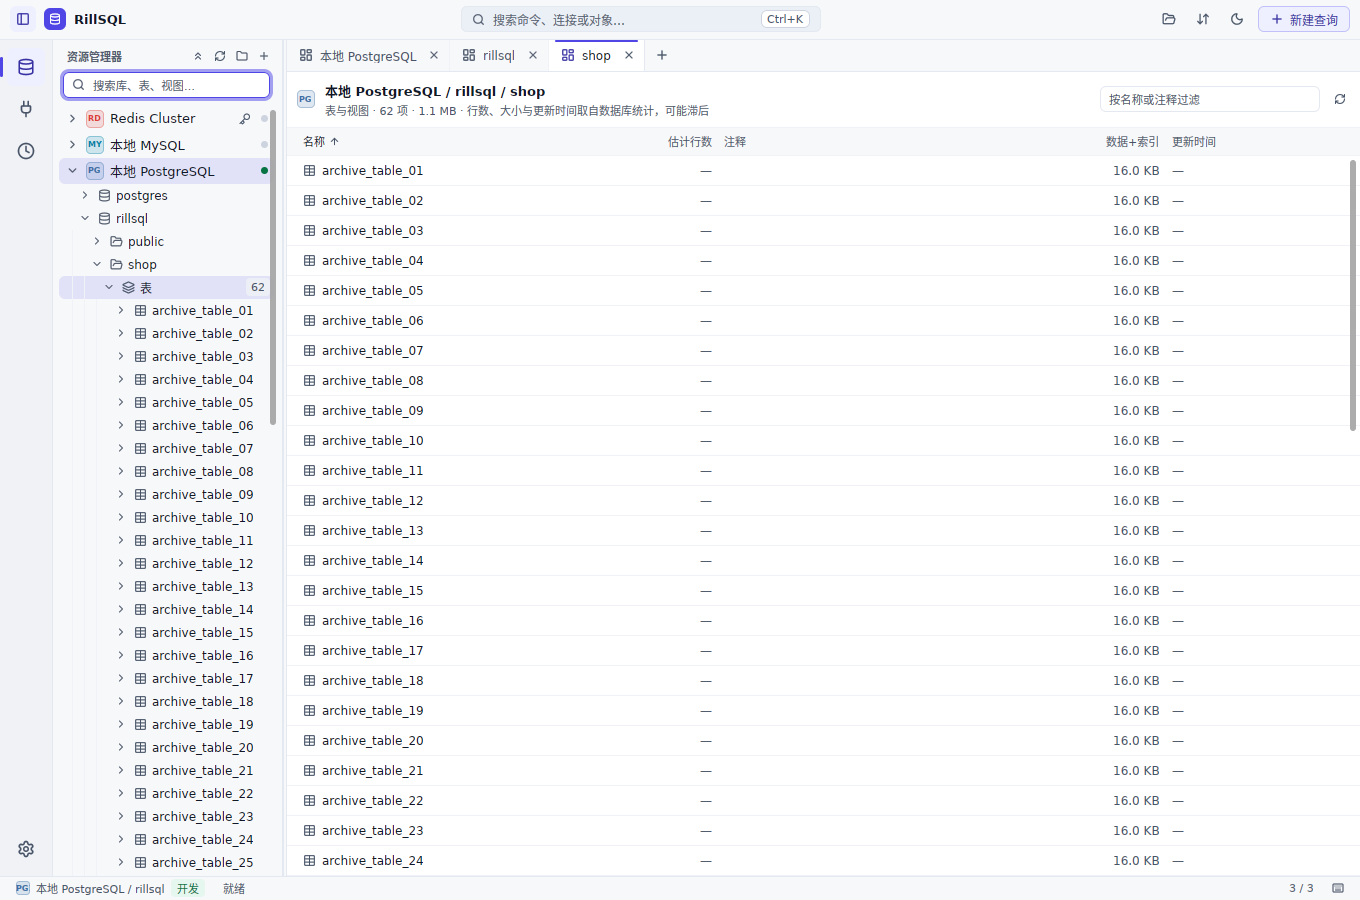 RillSQL
搜索命令、连接或对象... Ctrl+K
新建查询
资源管理器
搜索库、表、视图...
RD Redis Cluster
MY 本地 MySQL
PG 本地 PostgreSQL
postgres
rillsql
public
shop
表 62
archive_table_01
archive_table_02
archive_table_03
archive_table_04
archive_table_05
archive_table_06
archive_table_07
archive_table_08
archive_table_09
archive_table_10
archive_table_11
archive_table_12
archive_table_13
archive_table_14
archive_table_15
archive_table_16
archive_table_17
archive_table_18
archive_table_19
archive_table_20
archive_table_21
archive_table_22
archive_table_23
archive_table_24
archive_table_25
本地 PostgreSQL
rillsql
shop
PG 本地 PostgreSQL / rillsql / shop
表与视图 · 62 项 · 1.1 MB · 行数、大小与更新时间取自数据库统计，可能滞后
按名称或注释过滤
名称 估计行数 注释 数据+索引 更新时间
archive_table_01 — 16.0 KB —
archive_table_02 — 16.0 KB —
archive_table_03 — 16.0 KB —
archive_table_04 — 16.0 KB —
archive_table_05 — 16.0 KB —
archive_table_06 — 16.0 KB —
archive_table_07 — 16.0 KB —
archive_table_08 — 16.0 KB —
archive_table_09 — 16.0 KB —
archive_table_10 — 16.0 KB —
archive_table_11 — 16.0 KB —
archive_table_12 — 16.0 KB —
archive_table_13 — 16.0 KB —
archive_table_14 — 16.0 KB —
archive_table_15 — 16.0 KB —
archive_table_16 — 16.0 KB —
archive_table_17 — 16.0 KB —
archive_table_18 — 16.0 KB —
archive_table_19 — 16.0 KB —
archive_table_20 — 16.0 KB —
archive_table_21 — 16.0 KB —
archive_table_22 — 16.0 KB —
archive_table_23 — 16.0 KB —
archive_table_24 — 16.0 KB —
PG 本地 PostgreSQL / rillsql 开发 就绪 3 / 3